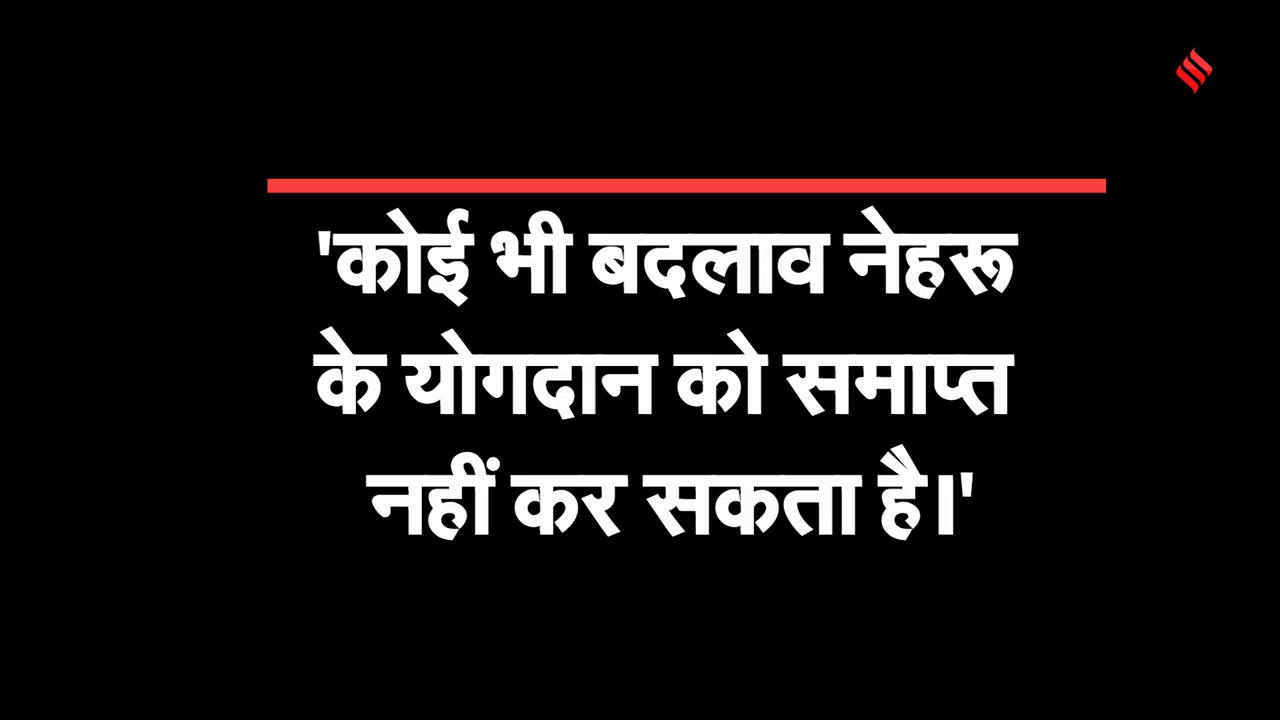 'कोई भी बदलाव नेहरू
के योगदान को समाप्त
नहीं कर सकता है।'